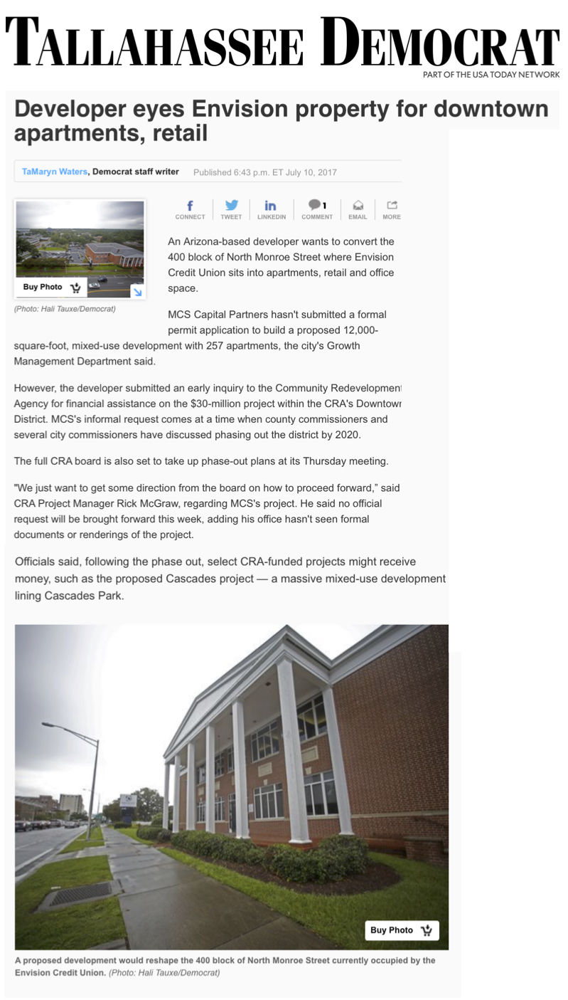 TALLAHASSEE DEMOCRAT
PART OF THE USA TODAY NETWORK
Developer eyes Envision property for downtown
apartments, retail
TaMaryn Waters, Democrat staff writer Published 6:43 p.m. ET July 10, 2017
CONNECT TWEET LINKEDIN 1 COMMENT EMAIL MORE
Buy Photo
(Photo: Hali Tauxe/Democrat)
An Arizona-based developer wants to convert the
400 block of North Monroe Street where Envision
Credit Union sits into apartments, retail and office
space.
MCS Capital Partners hasn't submitted a formal
permit application to build a proposed 12,000-
square-foot, mixed-use development with 257 apartments, the city's Growth
Management Department said.
However, the developer submitted an early inquiry to the Community Redevelopment
Agency for financial assistance on the $30-million project within the CRA's Downtown
District. MCS's informal request comes at a time when county commissioners and
several city commissioners have discussed phasing out the district by 2020.
The full CRA board is also set to take up phase-out plans at its Thursday meeting.
"We just want to get some direction from the board on how to proceed forward,” said
CRA Project Manager Rick McGraw, regarding MCS's project. He said no official
request will be brought forward this week, adding his office hasn't seen formal
documents or renderings of the project.
Officials said, following the phase out, select CRA-funded projects might receive
money, such as the proposed Cascades project — a massive mixed-use development
lining Cascades Park.
Buy Photo
A proposed development would reshape the 400 block of North Monroe Street currently occupied by the
Envision Credit Union. (Photo: Hali Tauxe/Democrat)